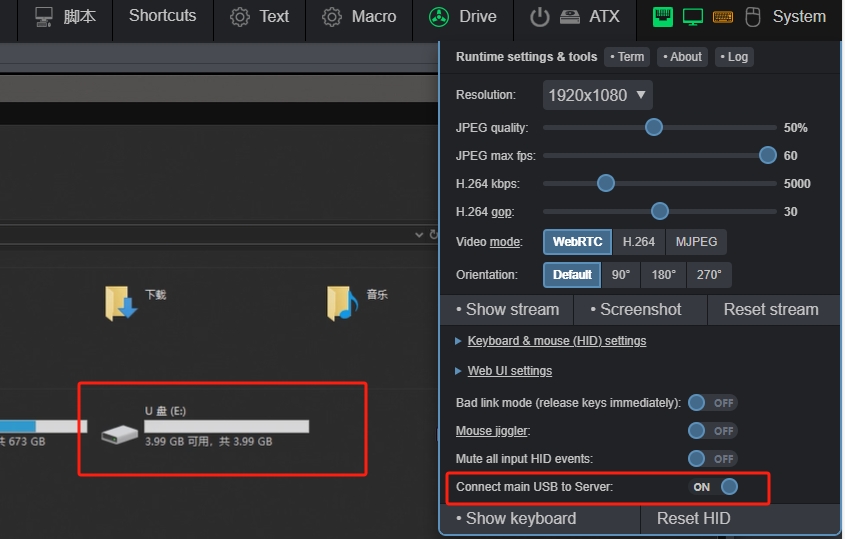 脚本 Shortcuts Text Macro Drive ATX System
Runtime settings & tools • Term • About • Log
Resolution: 1920x1080 ▼
JPEG quality: 50%
JPEG max fps: 60
H.264 kbps: 5000
H.264 gop: 30
Video mode: WebRTC H.264 MJPEG
Orientation: Default 90° 180° 270°
• Show stream • Screenshot Reset stream
Keyboard & mouse (HID) settings
Web UI settings
Bad link mode (release keys immediately): OFF
Mouse jiggler: OFF
Mute all input HID events: OFF
Connect main USB to Server: ON
• Show keyboard Reset HID
下载
音乐
U 盘 (E:)
共 673 GB
3.99 GB 可用，共 3.99 GB